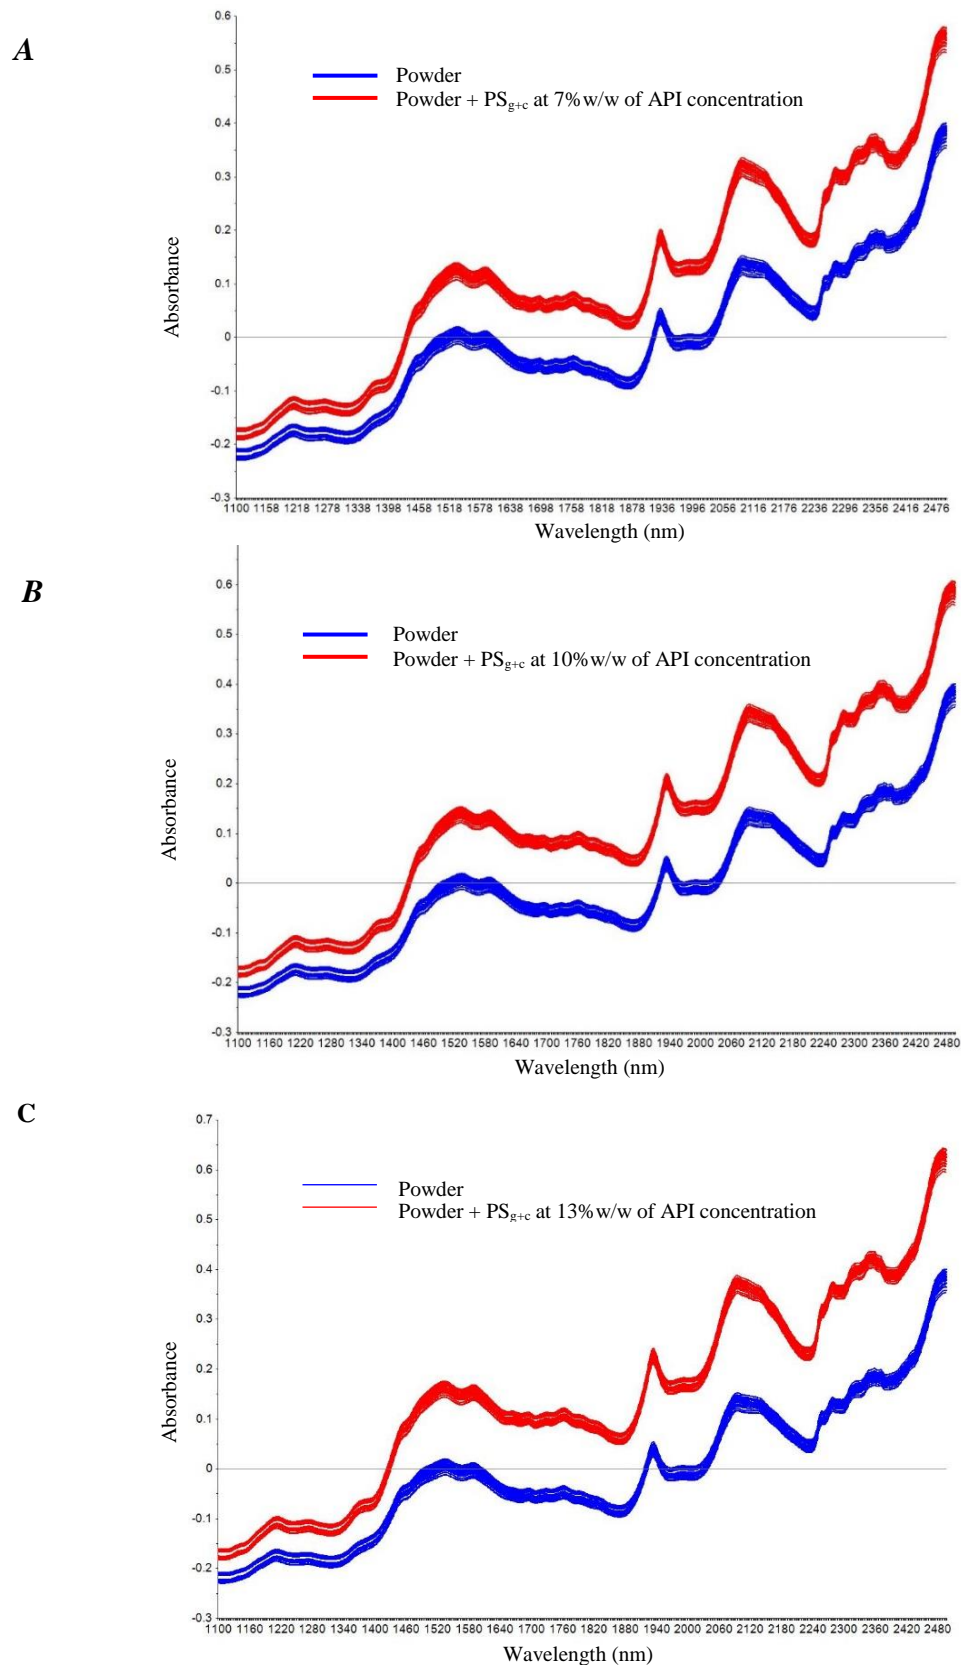 A
0.6
0.5
0.4
0.3
0.2
0.1
0
-0.1
-0.2
-0.3
Absorbance
Powder
Powder + PSg+c at 7%w/w of API concentration
1100 1158 1218 1278 1338 1398 1458 1518 1578 1638 1698 1758 1818 1878 1936 1996 2056 2116 2176 2236 2296 2356 2416 2476
Wavelength (nm)
B
0.6
0.5
0.4
0.3
0.2
0.1
0
-0.1
-0.2
-0.3
Absorbance
Powder
Powder + PSg+c at 10%w/w of API concentration
1100 1160 1220 1280 1340 1400 1460 1520 1580 1640 1700 1760 1820 1880 1940 2000 2060 2120 2180 2240 2300 2360 2420 2480
Wavelength (nm)
C
0.7
0.6
0.5
0.4
0.3
0.2
0.1
0
-0.1
-0.2
-0.3
Absorbance
Powder
Powder + PSg+c at 13%w/w of API concentration
1100 1160 1220 1280 1340 1400 1460 1520 1580 1640 1700 1760 1820 1880 1940 2000 2060 2120 2180 2240 2300 2360 2420 2480
Wavelength (nm)